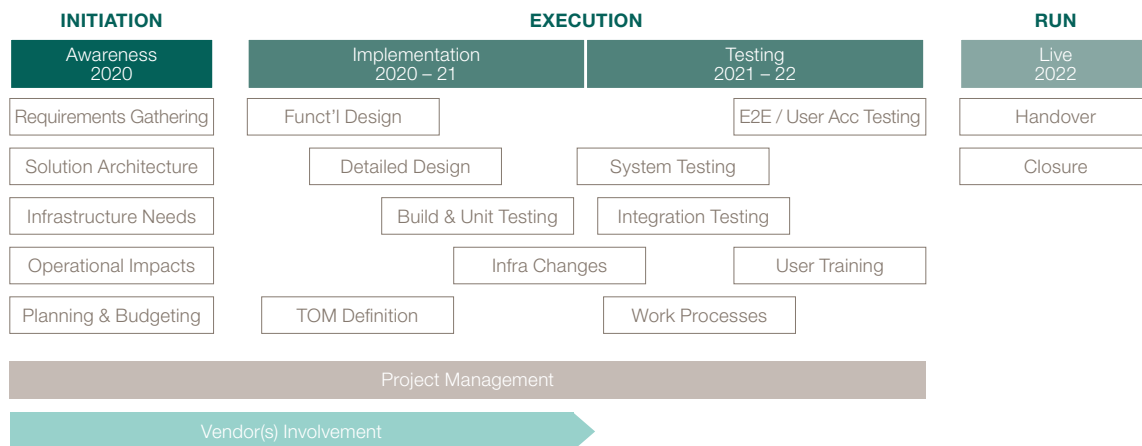 INITIATION
EXECUTION
RUN
Awareness
2020
Implementation
2020 – 21
Testing
2021 – 22
Live
2022
Requirements Gathering
Funct'l Design
E2E / User Acc Testing
Handover
Solution Architecture
Detailed Design
System Testing
Closure
Infrastructure Needs
Build & Unit Testing
Integration Testing
Operational Impacts
Infra Changes
User Training
Planning & Budgeting
TOM Definition
Work Processes
Project Management
Vendor(s) Involvement